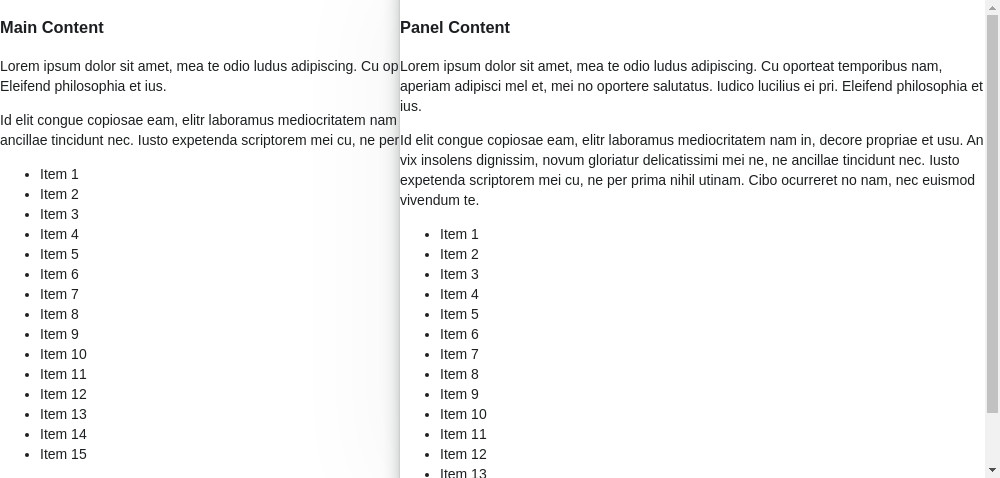 Main Content
Lorem ipsum dolor sit amet, mea te odio ludus adipiscing. Cu op
Eleifend philosophia et ius.
Id elit congue copiosae eam, elitr laboramus mediocritatem nam
ancillae tincidunt nec. Iusto expetenda scriptorem mei cu, ne per
Item 1
Item 2
Item 3
Item 4
Item 5
Item 6
Item 7
Item 8
Item 9
Item 10
Item 11
Item 12
Item 13
Item 14
Item 15
Panel Content
Lorem ipsum dolor sit amet, mea te odio ludus adipiscing. Cu oporteat temporibus nam,
aperiam adipisci mel et, mei no oportere salutatus. Iudico lucilius ei pri. Eleifend philosophia et
ius.
Id elit congue copiosae eam, elitr laboramus mediocritatem nam in, decore propriae et usu. An
vix insolens dignissim, novum gloriatur delicatissimi mei ne, ne ancillae tincidunt nec. Iusto
expetenda scriptorem mei cu, ne per prima nihil utinam. Cibo ocurreret no nam, nec euismod
vivendum te.
Item 1
Item 2
Item 3
Item 4
Item 5
Item 6
Item 7
Item 8
Item 9
Item 10
Item 11
Item 12
Item 13